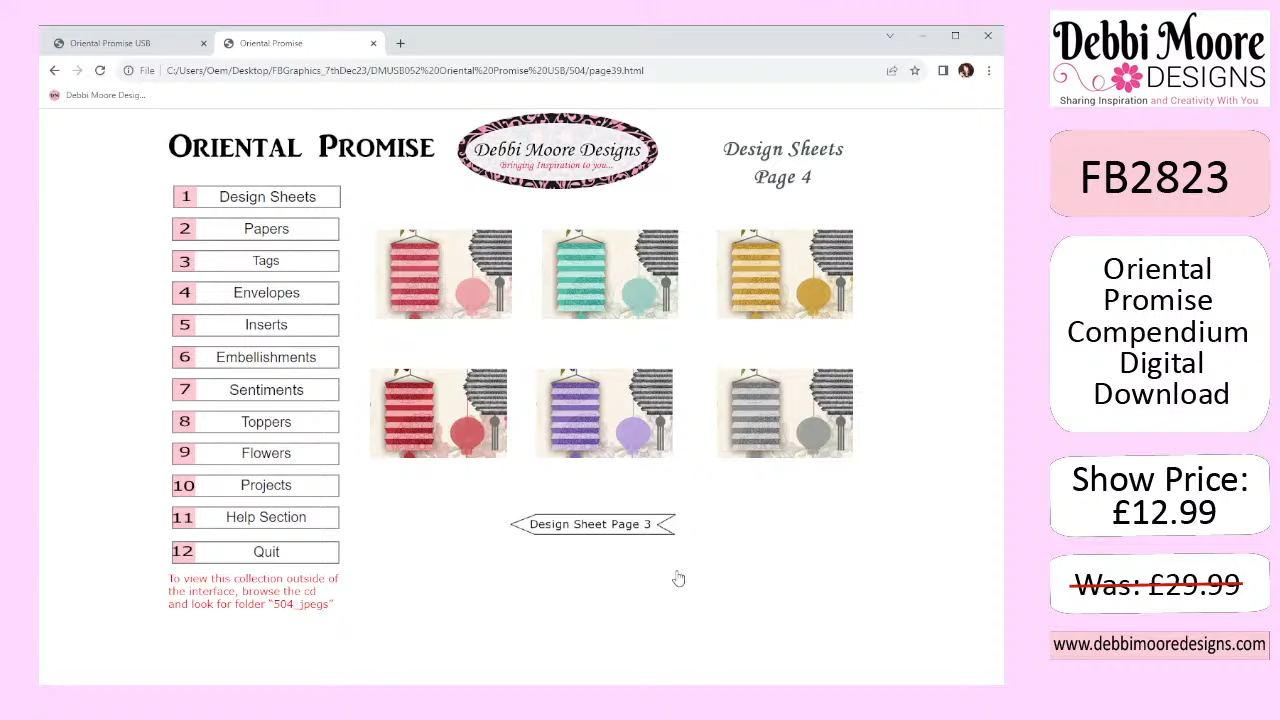 Oriental Promise USB
Oriental Promise
File
C:/Users/Oem/Desktop/FBGraphics_7thDec23/DMUSB052%20Oriental%20Promise%20USB/S04/page39.html
Debbi Moore Desig...
ORIENTAL PROMISE
Debbi Moore Designs
Bringing Inspiration to you...
Design Sheets
Page 4
1 Design Sheets
2 Papers
3 Tags
4 Envelopes
5 Inserts
6 Embellishments
7 Sentiments
8 Toppers
9 Flowers
10 Projects
11 Help Section
12 Quit
To view this collection outside of
the interface, browse the cd
and look for folder “504_jpegs”
Design Sheet Page 3
Debbi Moore
DESIGNS
Sharing Inspiration and Creativity With You
FB2823
Oriental
Promise
Compendium
Digital
Download
Show Price:
£12.99
Was: £29.99
www.debbimooredesigns.com